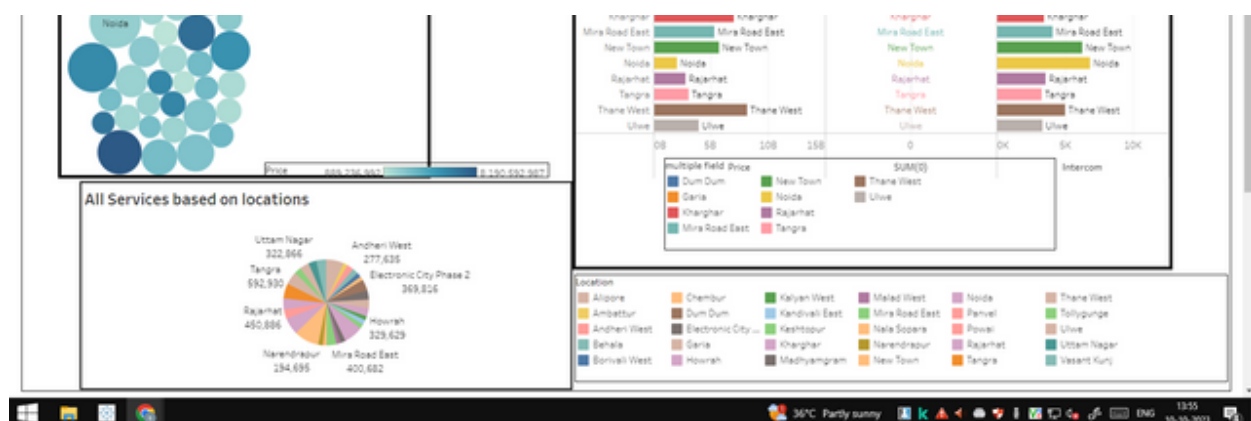 Noida
Price 889,236,992 8,190,592,987
Kharghar Kharghar Kharghar Kharghar
Mira Road East Mira Road East Mira Road East Mira Road East
New Town New Town New Town New Town
Noida Noida Noida Noida
Rajarhat Rajarhat Rajarhat Rajarhat
Tangra Tangra Tangra Tangra
Thane West Thane West Thane West Thane West
Ulwe Ulwe Ulwe Ulwe
0B 5B 10B 15B 0 0K 5K 10K
multiple field Price SUM(0) Intercom
Dum Dum New Town Thane West
Garia Noida Ulwe
Kharghar Rajarhat
Mira Road East Tangra
All Services based on locations
Uttam Nagar
322,866
Andheri West
277,635
Tangra
592,930
Electronic City Phase 2
369,816
Rajarhat
450,886
Howrah
329,629
Narendrapur
194,695
Mira Road East
400,682
Location
Alipore Chembur Kalyan West Malad West Noida Thane West
Ambattur Dum Dum Kandivali East Mira Road East Panvel Tollygunge
Andheri West Electronic City ... Keshtopur Nala Sopara Powai Ulwe
Behala Garia Kharghar Narendrapur Rajarhat Uttam Nagar
Borivali West Howrah Madhyamgram New Town Tangra Vasant Kunj
36°C Partly sunny ENG 13:55
10-10-2023